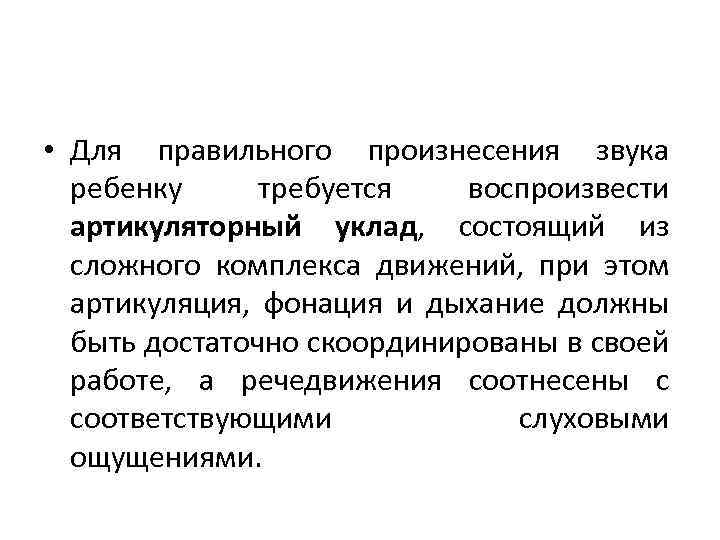 • Для правильного произнесения звука
ребенку требуется воспроизвести
артикуляторный уклад, состоящий из
сложного комплекса движений, при этом
артикуляция, фонация и дыхание должны
быть достаточно скоординированы в своей
работе, а речедвижения соотнесены с
соответствующими слуховыми
ощущениями.